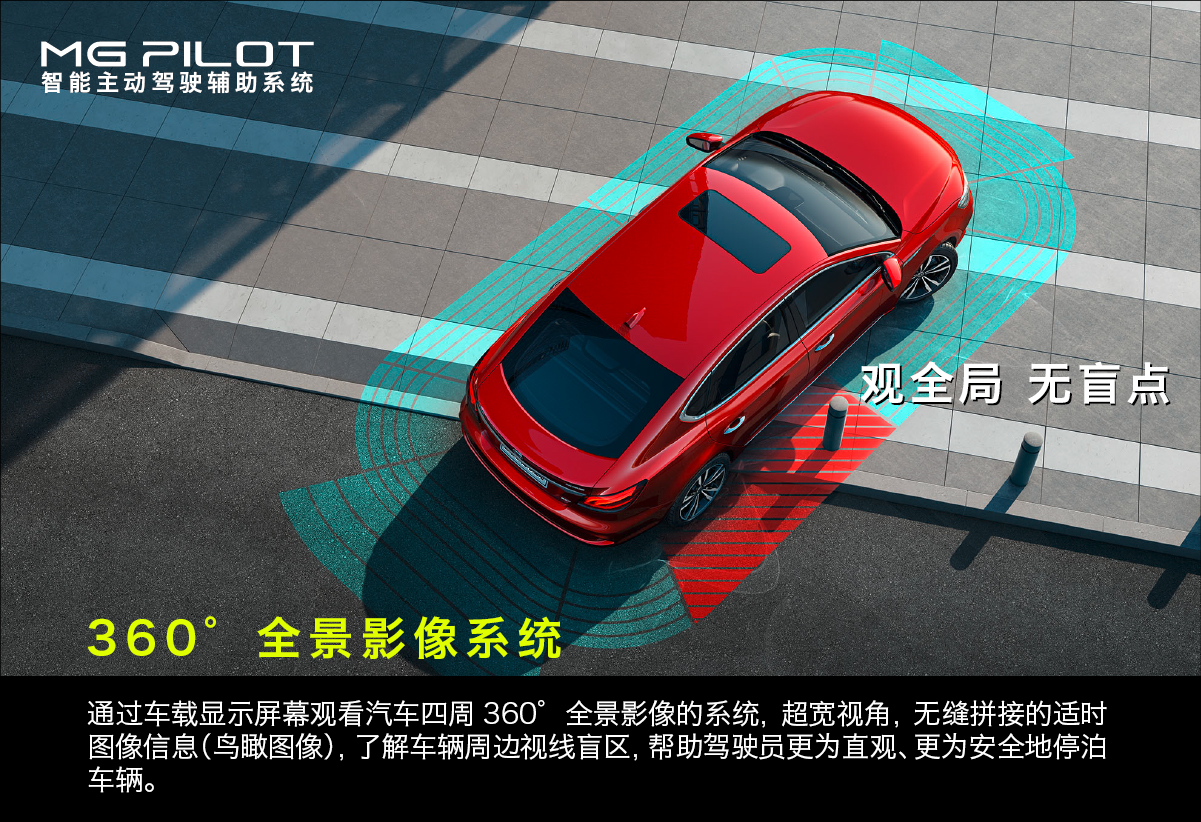 MG PILOT
智能主动驾驶辅助系统
观全局 无盲点
360° 全景影像系统
通过车载显示屏幕观看汽车四周 360° 全景影像的系统，超宽视角，无缝拼接的适时
图像信息（鸟瞰图像），了解车辆周边视线盲区，帮助驾驶员更为直观、更为安全地停泊
车辆。